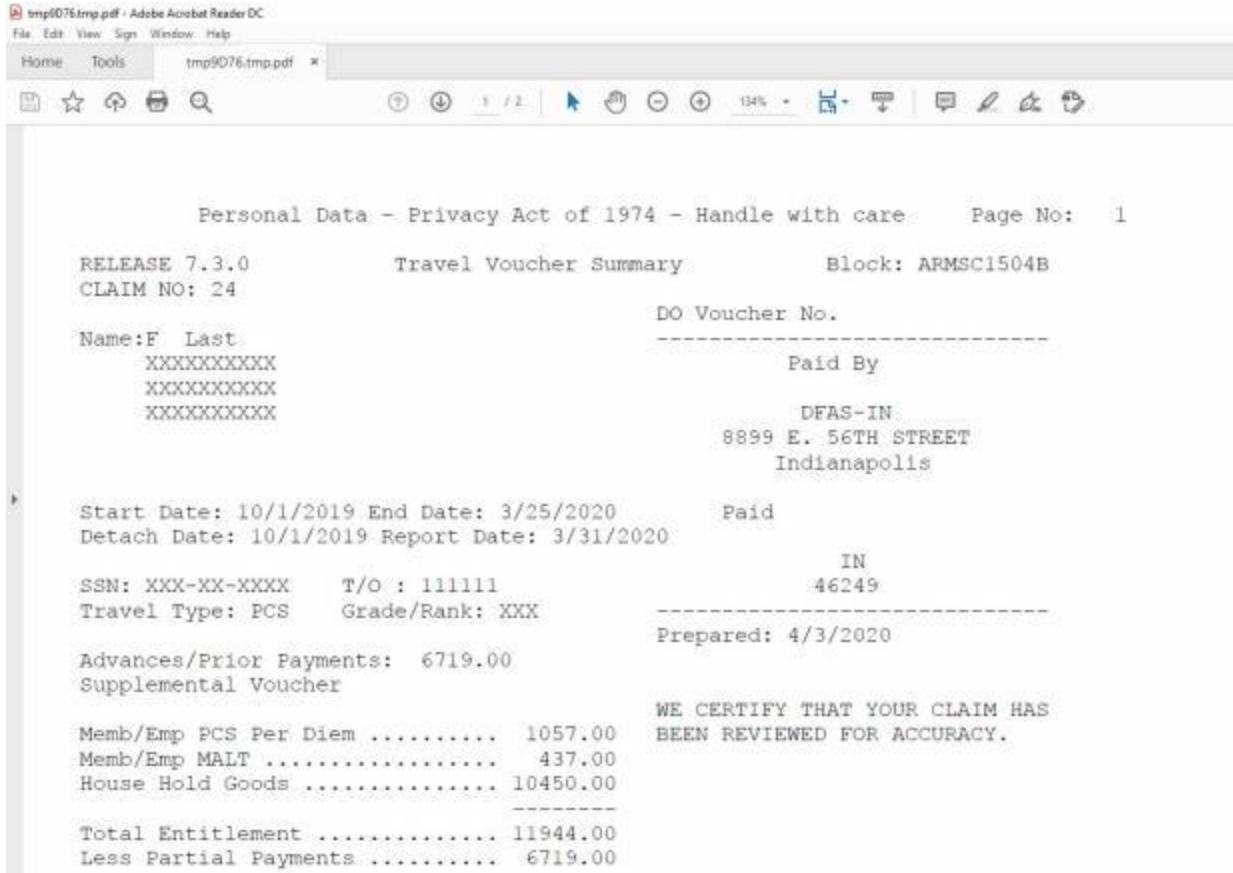 tmp9D76.tmp.pdf - Adobe Acrobat Reader DC
File Edit View Sign Window Help
Home Tools tmp9D76.tmp.pdf ×
1 / 2 134%
Personal Data - Privacy Act of 1974 - Handle with care Page No: 1
RELEASE 7.3.0 Travel Voucher Summary Block: ARMSC1504B
CLAIM NO: 24
DO Voucher No.
Name:F Last ------------------------------
XXXXXXXXXX Paid By
XXXXXXXXXX
XXXXXXXXXX DFAS-IN
8899 E. 56TH STREET
Indianapolis
Start Date: 10/1/2019 End Date: 3/25/2020 Paid
Detach Date: 10/1/2019 Report Date: 3/31/2020
IN
SSN: XXX-XX-XXXX T/O : 111111 46249
Travel Type: PCS Grade/Rank: XXX ------------------------------
Prepared: 4/3/2020
Advances/Prior Payments: 6719.00
Supplemental Voucher
WE CERTIFY THAT YOUR CLAIM HAS
Memb/Emp PCS Per Diem .......... 1057.00 BEEN REVIEWED FOR ACCURACY.
Memb/Emp MALT .................. 437.00
House Hold Goods ............... 10450.00
--------
Total Entitlement .............. 11944.00
Less Partial Payments .......... 6719.00